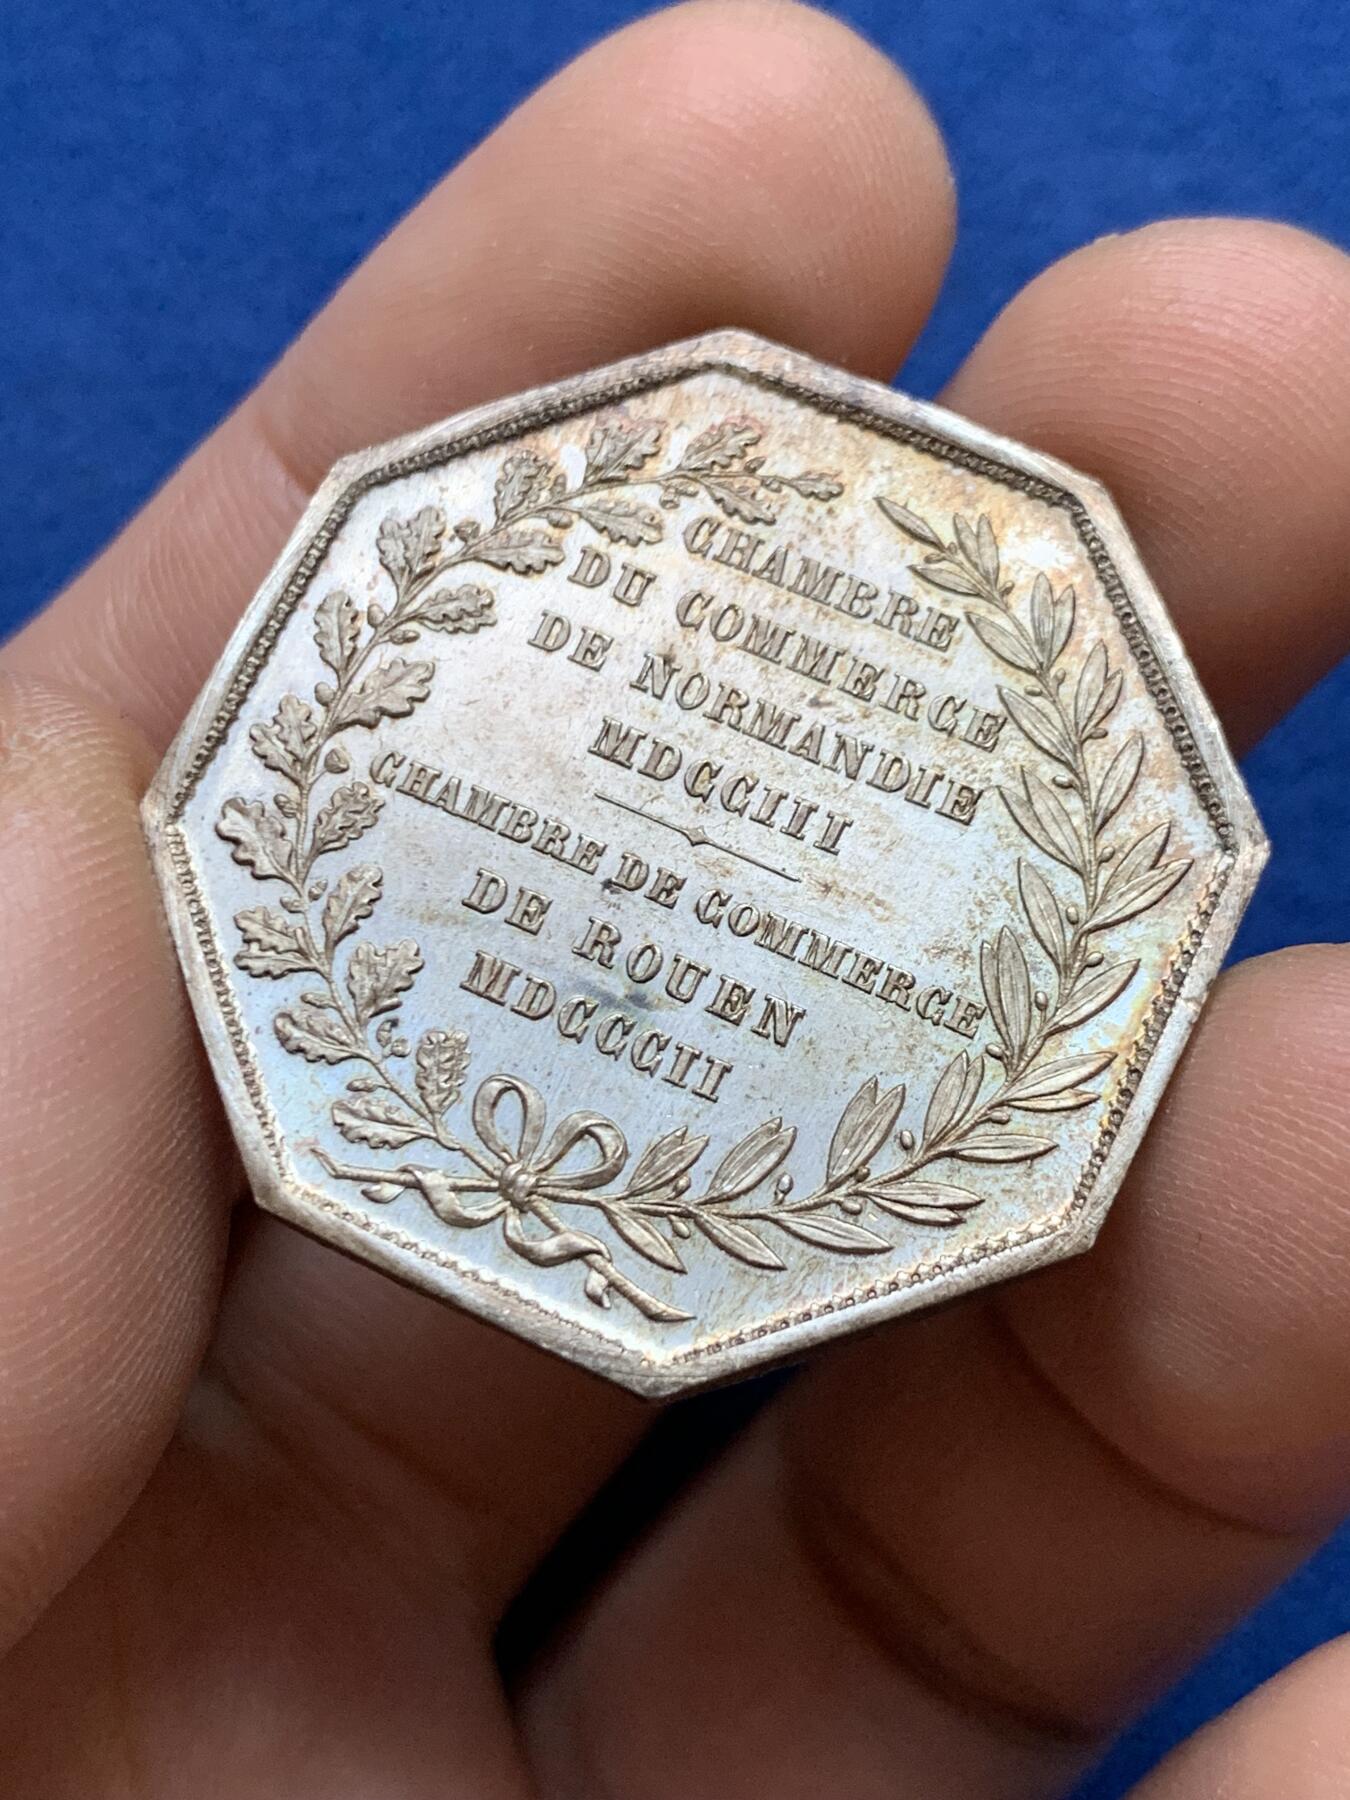 CHAMBRE
DU COMMERCE
DE NORMANDIE
MDCCIII
CHAMBRE DE COMMERCE
DE ROUEN
MDCCCII